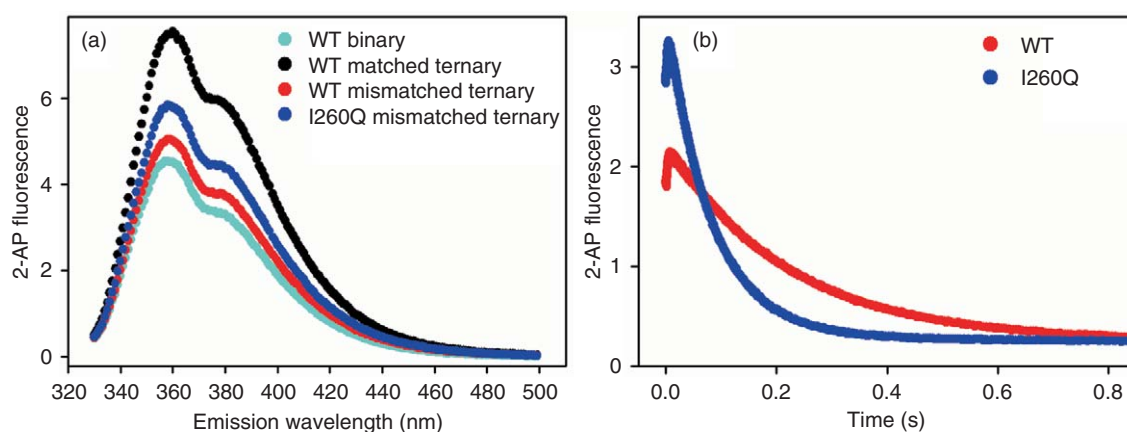 (a)
WT binary
WT matched ternary
WT mismatched ternary
I260Q mismatched ternary
2-AP fluorescence
6
4
2
0
320 340 360 380 400 420 440 460 480 500
Emission wavelength (nm)
(b)
WT
I260Q
2-AP fluorescence
3
2
1
0
0.0 0.2 0.4 0.6 0.8
Time (s)